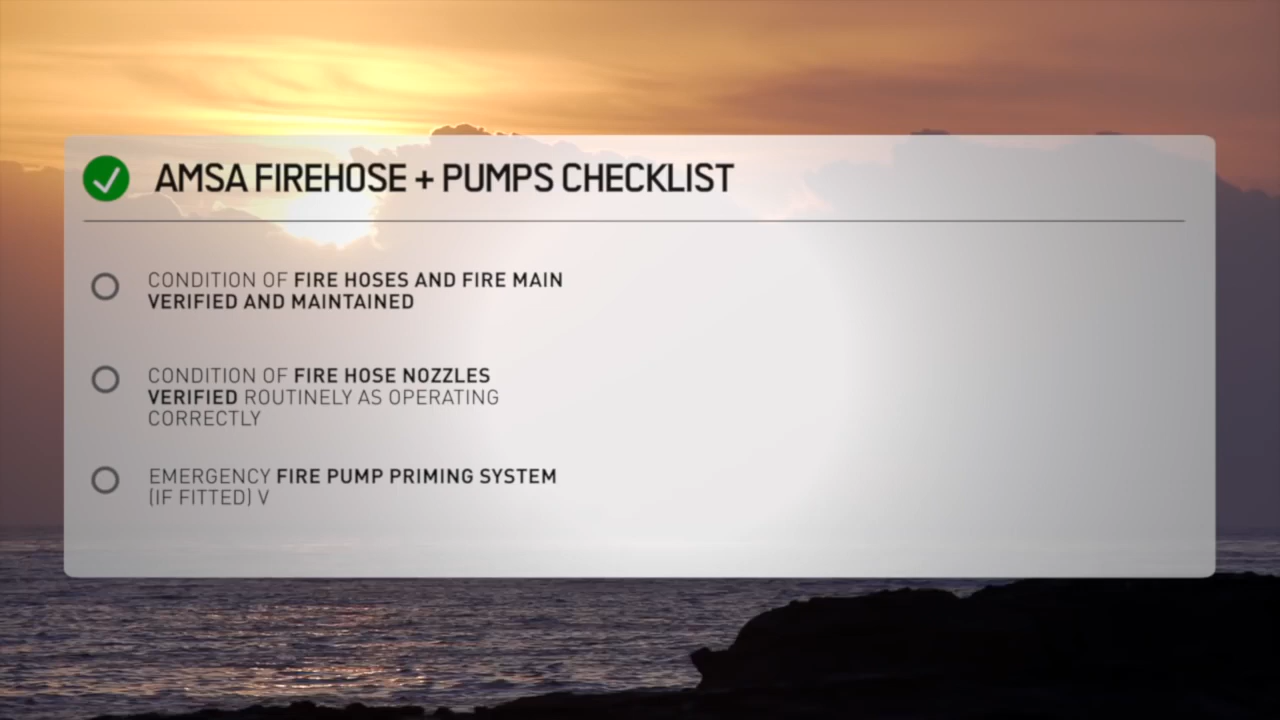 AMSA FIREHOSE + PUMPS CHECKLIST
CONDITION OF FIRE HOSES AND FIRE MAIN
VERIFIED AND MAINTAINED
CONDITION OF FIRE HOSE NOZZLES
VERIFIED ROUTINELY AS OPERATING
CORRECTLY
EMERGENCY FIRE PUMP PRIMING SYSTEM
(IF FITTED) V